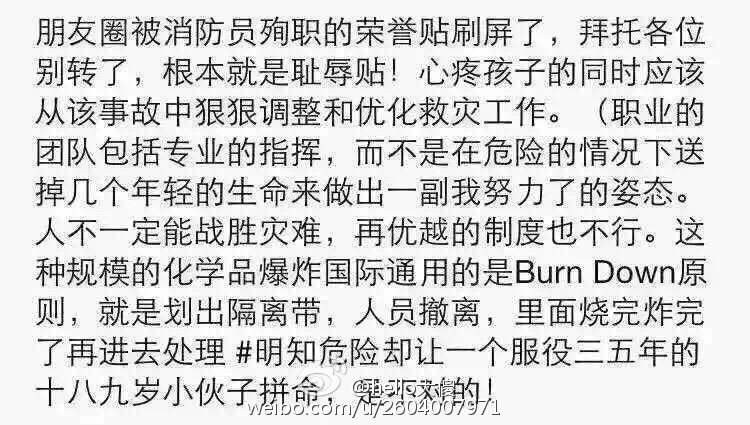 朋友圈被消防员殉职的荣誉贴刷屏了，拜托各位
别转了，根本就是耻辱贴！心疼孩子的同时应该
从该事故中狠狠调整和优化救灾工作。（职业的
团队包括专业的指挥，而不是在危险的情况下送
掉几个年轻的生命来做出一副我努力了的姿态。
人不一定能战胜灾难，再优越的制度也不行。这
种规模的化学品爆炸国际通用的是Burn Down原
则，就是划出隔离带，人员撤离，里面烧完炸完
了再进去处理 #明知危险却让一个服役三五年的
十八九岁小伙子拼命，是不对的！
weibo.com/u/2604007971